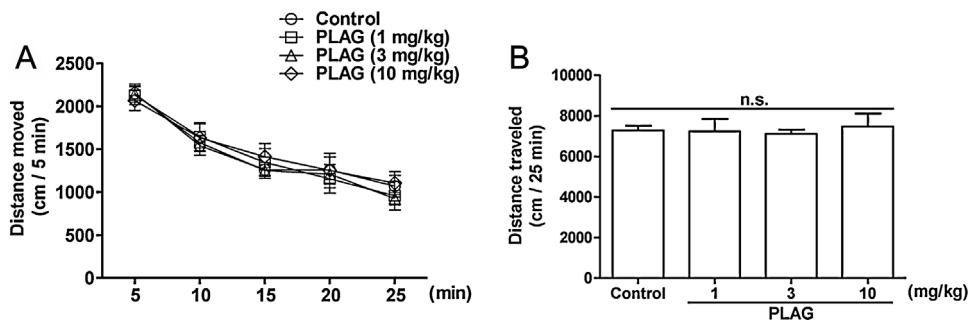 A
Control
PLAG (1 mg/kg)
PLAG (3 mg/kg)
PLAG (10 mg/kg)
Distance moved
(cm / 5 min)
2500
2000
1500
1000
500
0
5 10 15 20 25 (min)
B
Distance traveled
(cm / 25 min)
10000
8000
6000
4000
2000
0
n.s.
Control 1 3 10 (mg/kg)
PLAG